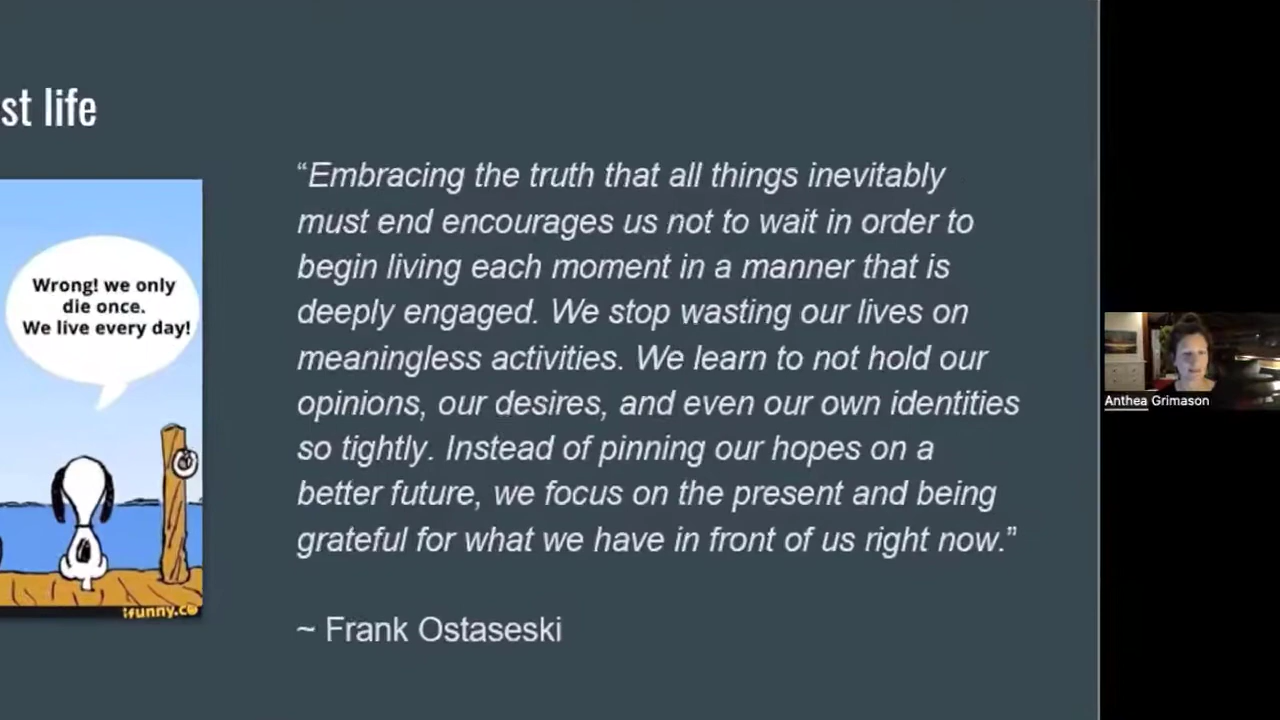 st life
Wrong! we only
die once.
We live every day!
ifunny.co
“Embracing the truth that all things inevitably
must end encourages us not to wait in order to
begin living each moment in a manner that is
deeply engaged. We stop wasting our lives on
meaningless activities. We learn to not hold our
opinions, our desires, and even our own identities
so tightly. Instead of pinning our hopes on a
better future, we focus on the present and being
grateful for what we have in front of us right now.”
~ Frank Ostaseski
Anthea Grimason